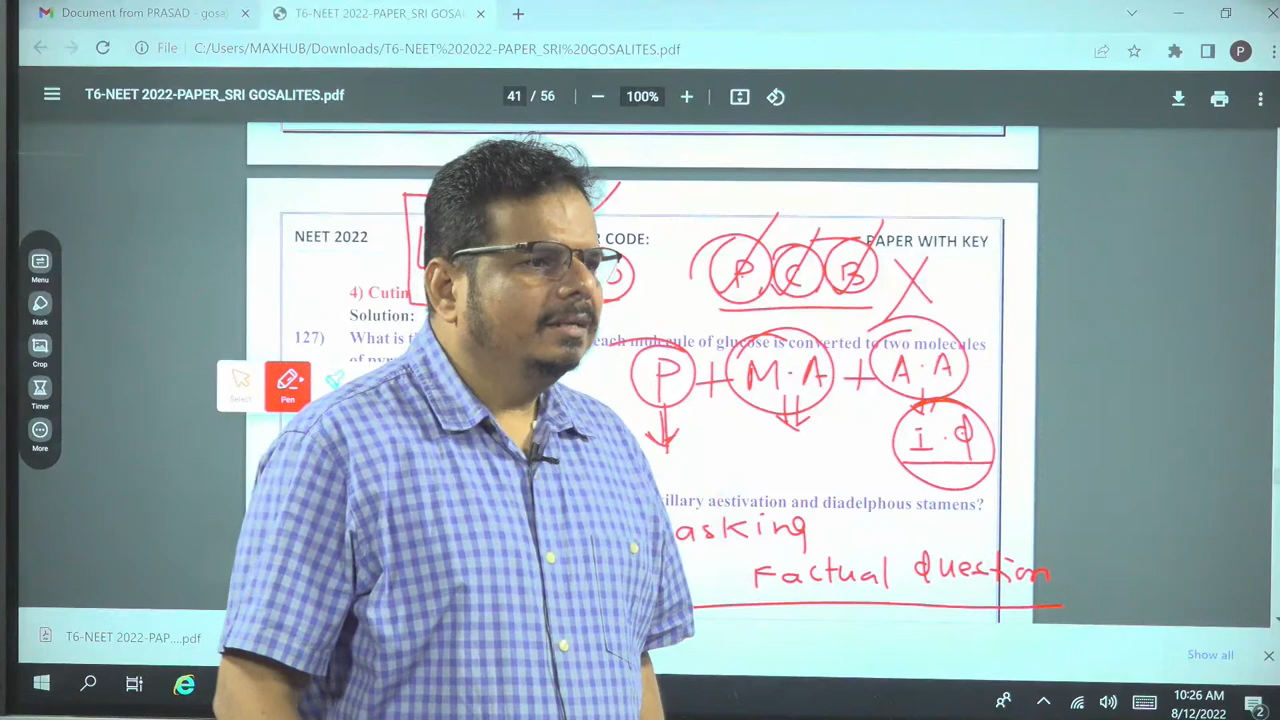 Document from PRASAD - gosa
T6-NEET 2022-PAPER_SRI GOSA
File
C:/Users/MAXHUB/Downloads/T6-NEET%202022-PAPER_SRI%20GOSALITES.pdf
P
T6-NEET 2022-PAPER_SRI GOSALITES.pdf
41 / 56
100%
NEET 2022
R CODE:
PAPER WITH KEY
P C B
4) Cutin
Solution:
127) What is t
each molecule of glucose is converted to two molecules
P + M.A + A.A
I.Q
Menu
Mark
Crop
Timer
More
Select
Pen
xillary aestivation and diadelphous stamens?
asking
Factual Question
T6-NEET 2022-PAP....pdf
Show all
10:26 AM
8/12/2022
2